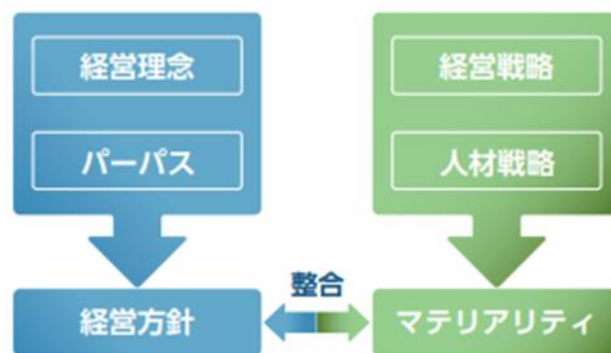 経営理念
パーパス
経営方針
整合
経営戦略
人材戦略
マテリアリティ